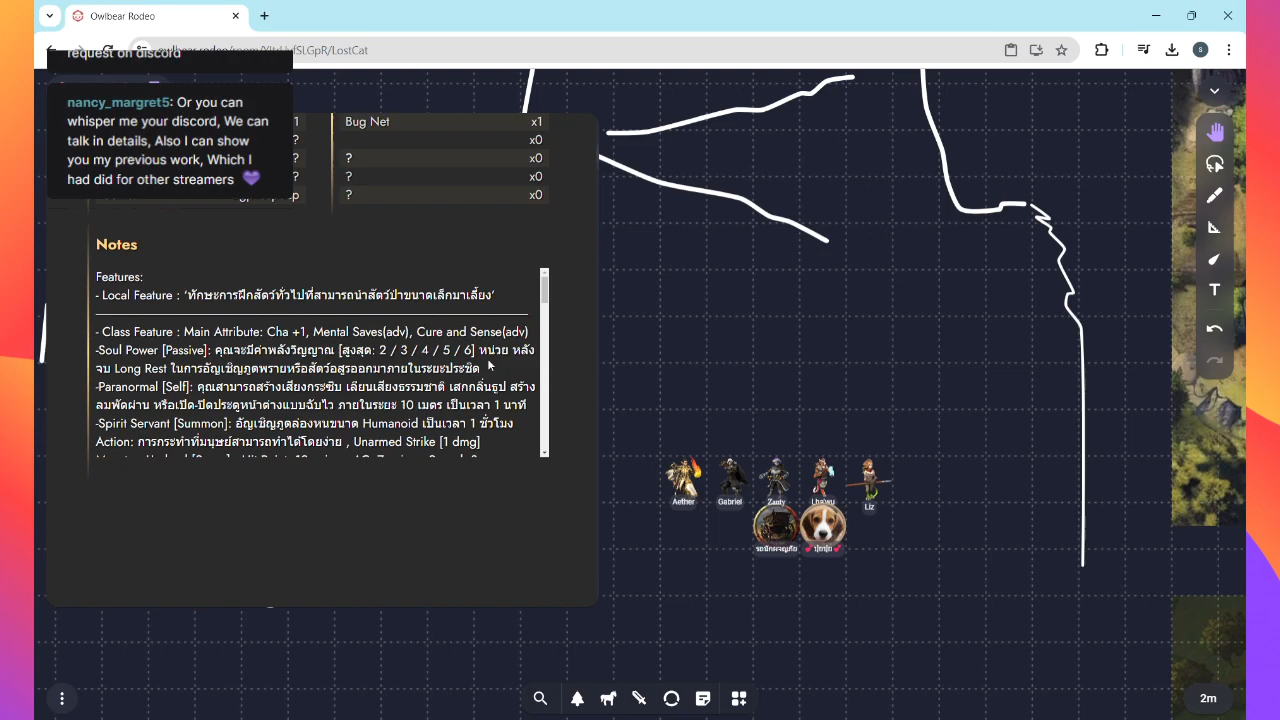 Owlbear Rodeo
request on discord
nancy_margret5: Or you can
whisper me your discord, We can
talk in details, Also I can show
you my previous work, Which I
had did for other streamers
Bug Net x1
x0
? x0
? x0
? x0
Notes
Features:
- Local Feature : ‘ทักษะการฝึกสัตว์ทั่วไปที่สามารถนำสัตว์ป่าขนาดเล็กมาเลี้ยง’
- Class Feature : Main Attribute: Cha +1, Mental Saves(adv), Cure and Sense(adv)
-Soul Power [Passive]: คุณจะมีค่าพลังวิญญาณ [สูงสุด: 2 / 3 / 4 / 5 / 6] หน่วย หลัง
จบ Long Rest ในการอัญเชิญภูตพรายหรือสัตว์อสูรออกมาภายในระยะประชิด
-Paranormal [Self]: คุณสามารถสร้างเสียงกระซิบ เลียนเสียงธรรมชาติ เสกกลิ่นธูป สร้าง
ลมพัดผ่าน หรือเปิด-ปิดประตูหน้าต่างแบบฉับไว ภายในระยะ 10 เมตร เป็นเวลา 1 นาที
-Spirit Servant [Summon]: อัญเชิญภูตล่องหนขนาด Humanoid เป็นเวลา 1 ชั่วโมง
Action: การกระทำที่มนุษย์สามารถทำได้โดยง่าย , Unarmed Strike [1 dmg]
Aether
Gabriel
Zanty
Lhawu
Liz
รถนักผจญภัย
2m